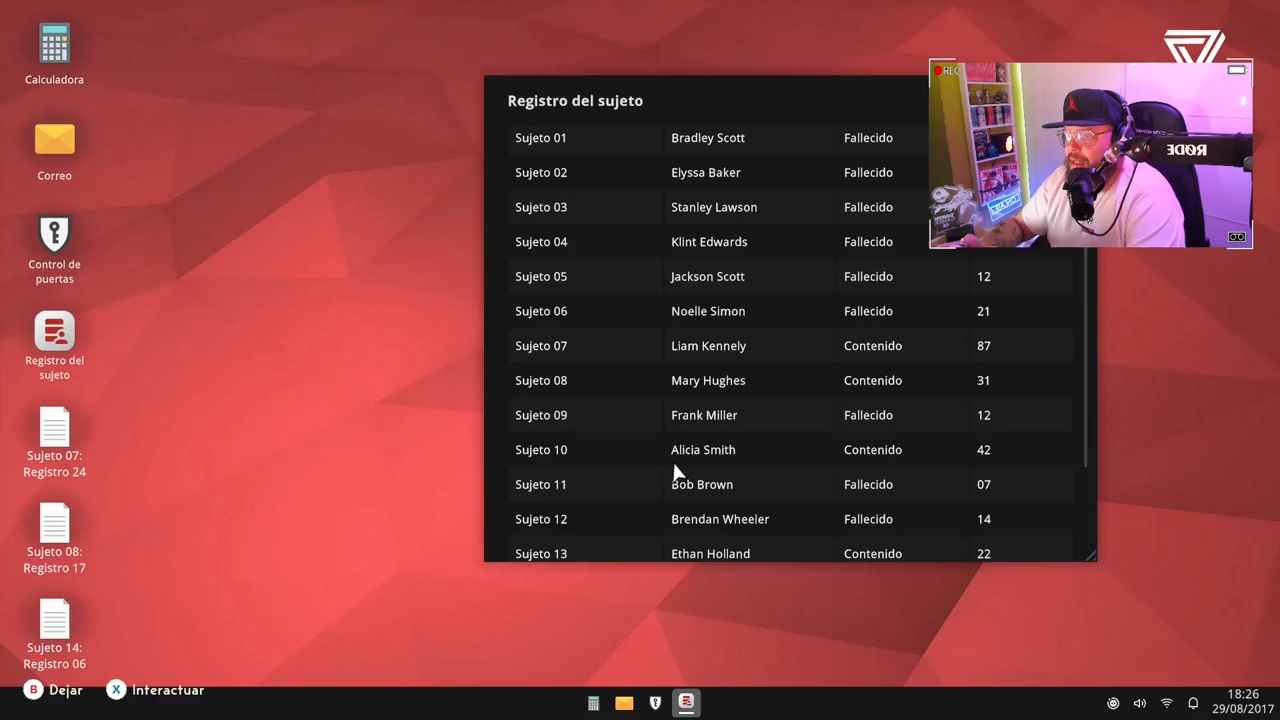 Calculadora
Correo
Control de
puertas
Registro del
sujeto
Sujeto 07:
Registro 24
Sujeto 08:
Registro 17
Sujeto 14:
Registro 06
B Dejar X Interactuar
Registro del sujeto
Sujeto 01 Bradley Scott Fallecido
Sujeto 02 Elyssa Baker Fallecido
Sujeto 03 Stanley Lawson Fallecido
Sujeto 04 Klint Edwards Fallecido
Sujeto 05 Jackson Scott Fallecido 12
Sujeto 06 Noelle Simon Fallecido 21
Sujeto 07 Liam Kennely Contenido 87
Sujeto 08 Mary Hughes Contenido 31
Sujeto 09 Frank Miller Fallecido 12
Sujeto 10 Alicia Smith Contenido 42
Sujeto 11 Bob Brown Fallecido 07
Sujeto 12 Brendan Wheeler Fallecido 14
Sujeto 13 Ethan Holland Contenido 22
REC
RØDE
18:26
29/08/2017